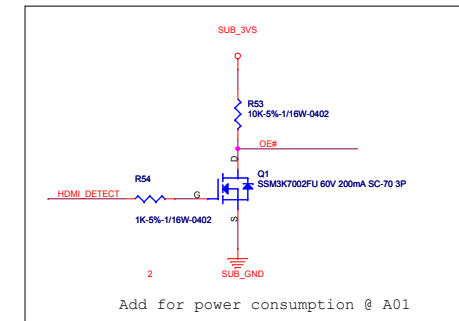 SUB_3VS
R53
10K-5%-1/16W-0402
OE#
D
Q1
SSM3K7002FU 60V 200mA SC-70 3P
R54
HDMI_DETECT
G
1K-5%-1/16W-0402
S
2
SUB_GND
Add for power consumption @ A01